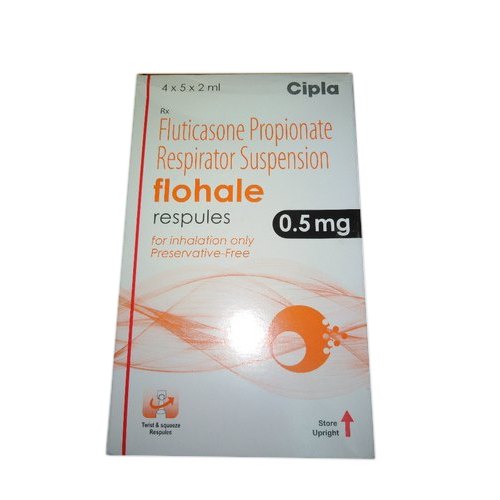 4 x 5 x 2 ml
Cipla
Rx
Fluticasone Propionate
Respirator Suspension
flohale
respules
0.5 mg
for inhalation only
Preservative-Free
Twist & squeeze
Respules
Store
Upright